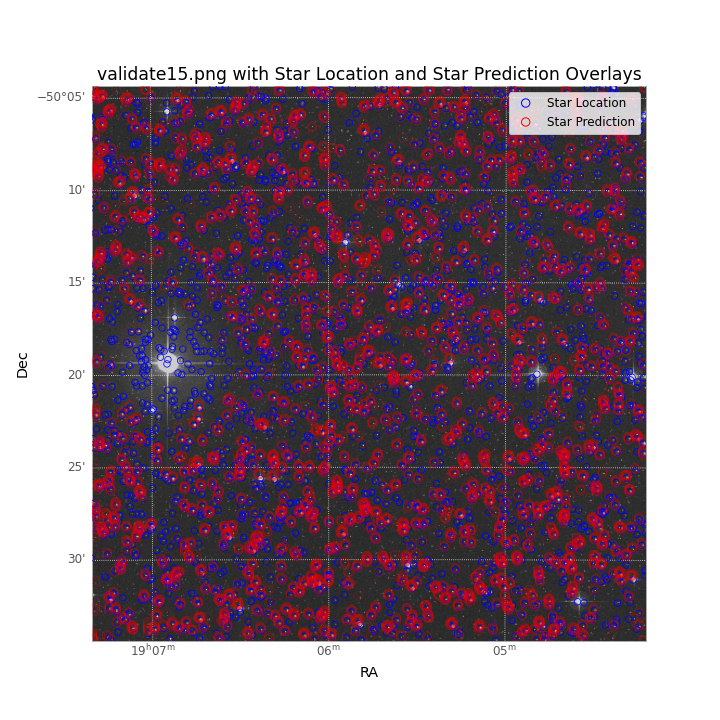 validate15.png with Star Location and Star Prediction Overlays
Star Location
Star Prediction
−50°05'
10'
15'
20'
25'
30'
Dec
19ʰ07ᵐ
06ᵐ
05ᵐ
RA